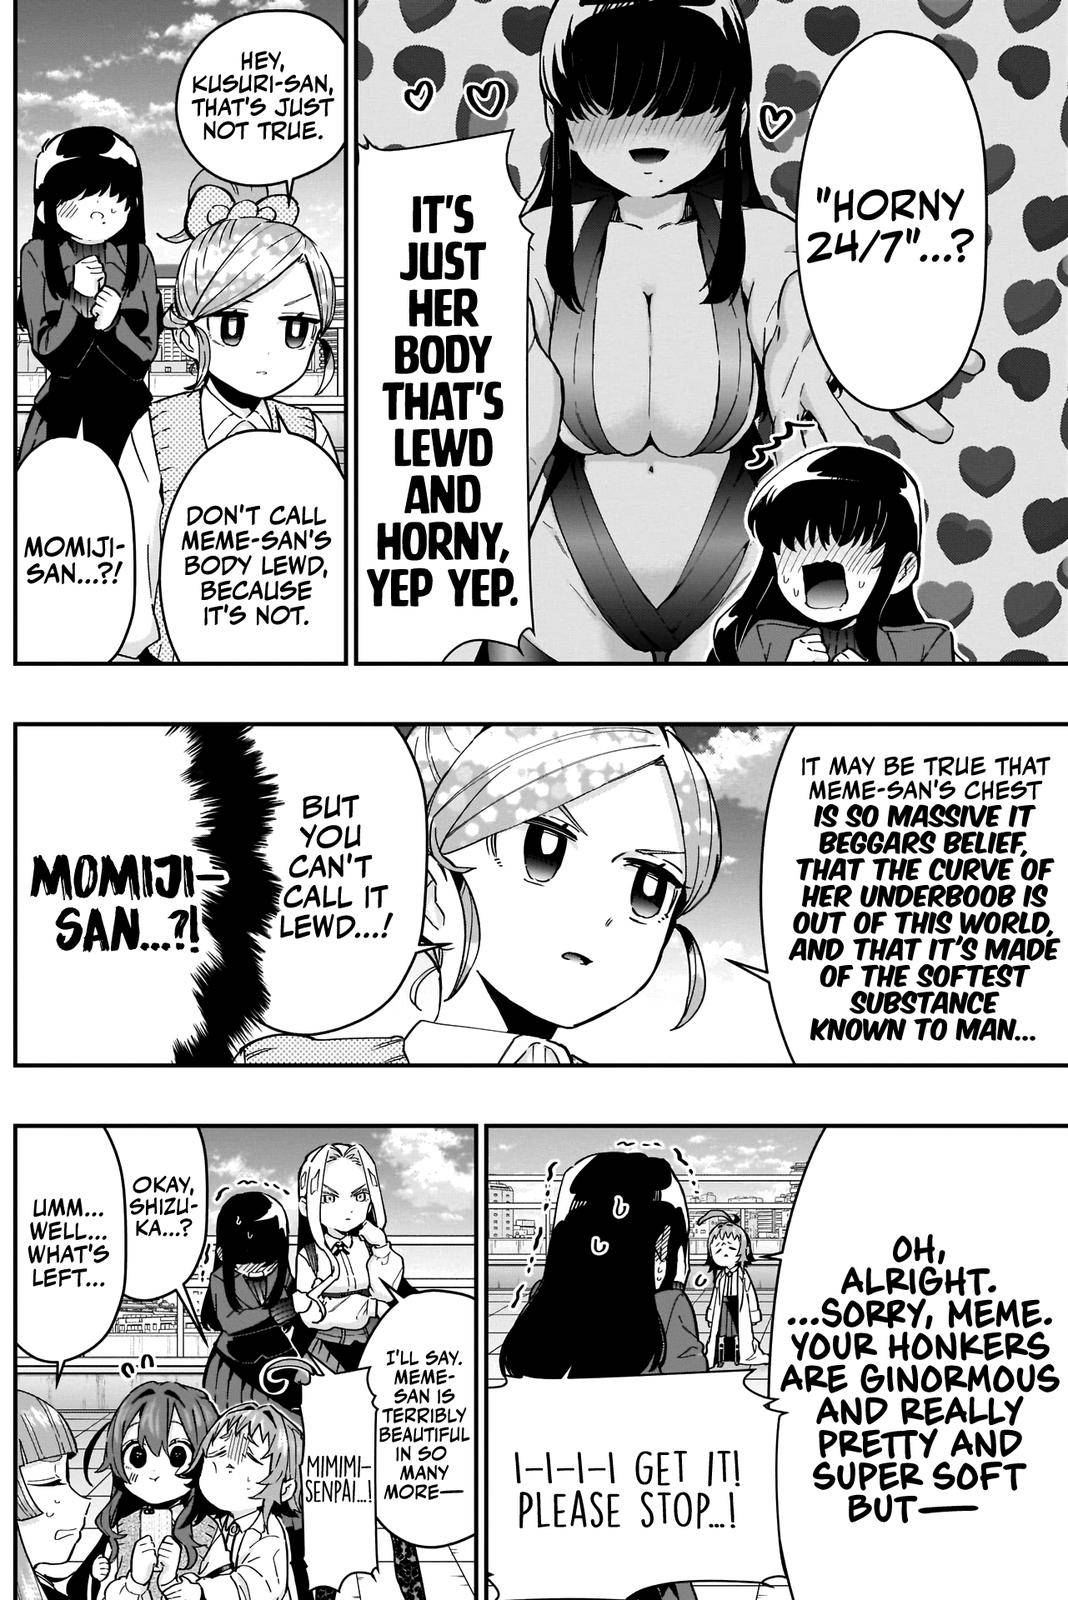 "HORNY
24/7"...?
IT'S
JUST
HER
BODY
THAT'S
LEWD
AND
HORNY,
YEP YEP.
HEY,
KUSURI-SAN,
THAT'S JUST
NOT TRUE.
DON'T CALL
MEME-SAN'S
BODY LEWD,
BECAUSE
IT'S NOT.
MOMIJI-
SAN...?!
IT MAY BE TRUE THAT
MEME-SAN'S CHEST
IS SO MASSIVE IT
BEGGARS BELIEF,
THAT THE CURVE OF
HER UNDERBOOB IS
OUT OF THIS WORLD,
AND THAT IT'S MADE
OF THE SOFTEST
SUBSTANCE
KNOWN TO MAN...
BUT
YOU
CAN'T
CALL IT
LEWD...!
MOMIJI-
SAN...?!
OH,
ALRIGHT.
...SORRY, MEME.
YOUR HONKERS
ARE GINORMOUS
AND REALLY
PRETTY AND
SUPER SOFT
BUT—
I-I-I-I GET IT!
PLEASE STOP...!
I'LL SAY.
MEME-
SAN IS
TERRIBLY
BEAUTIFUL
IN SO
MANY
MORE—
MIMIMI-
SENPAI...!
OKAY,
SHIZU-
KA...?
UMM...
WELL...
WHAT'S
LEFT...